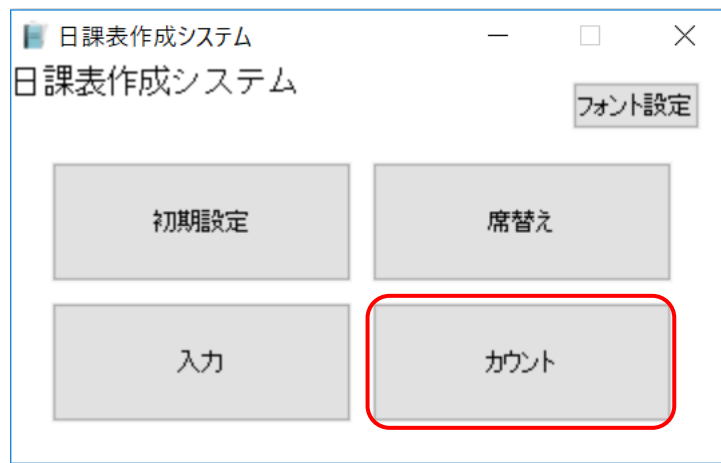 日課表作成システム
日課表作成システム
フォント設定
初期設定
席替え
入力
カウント